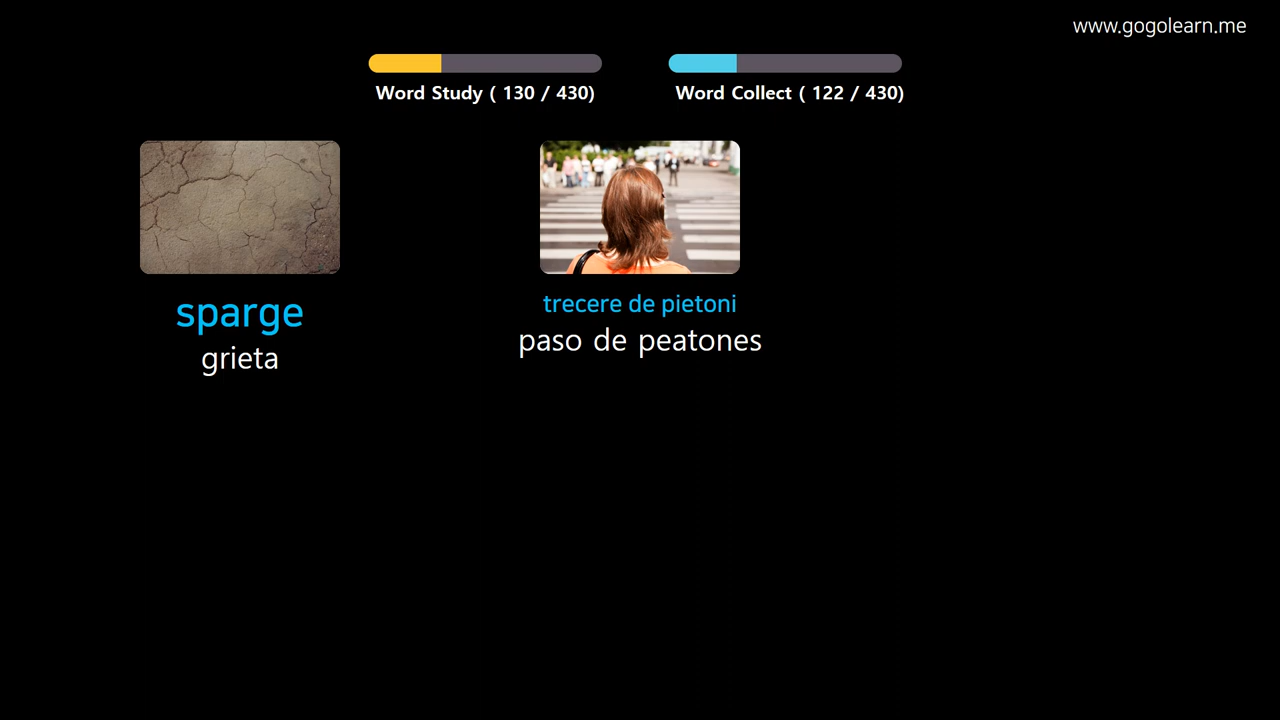 www.gogolearn.me
Word Study ( 130 / 430)
Word Collect ( 122 / 430)
sparge
grieta
trecere de pietoni
paso de peatones